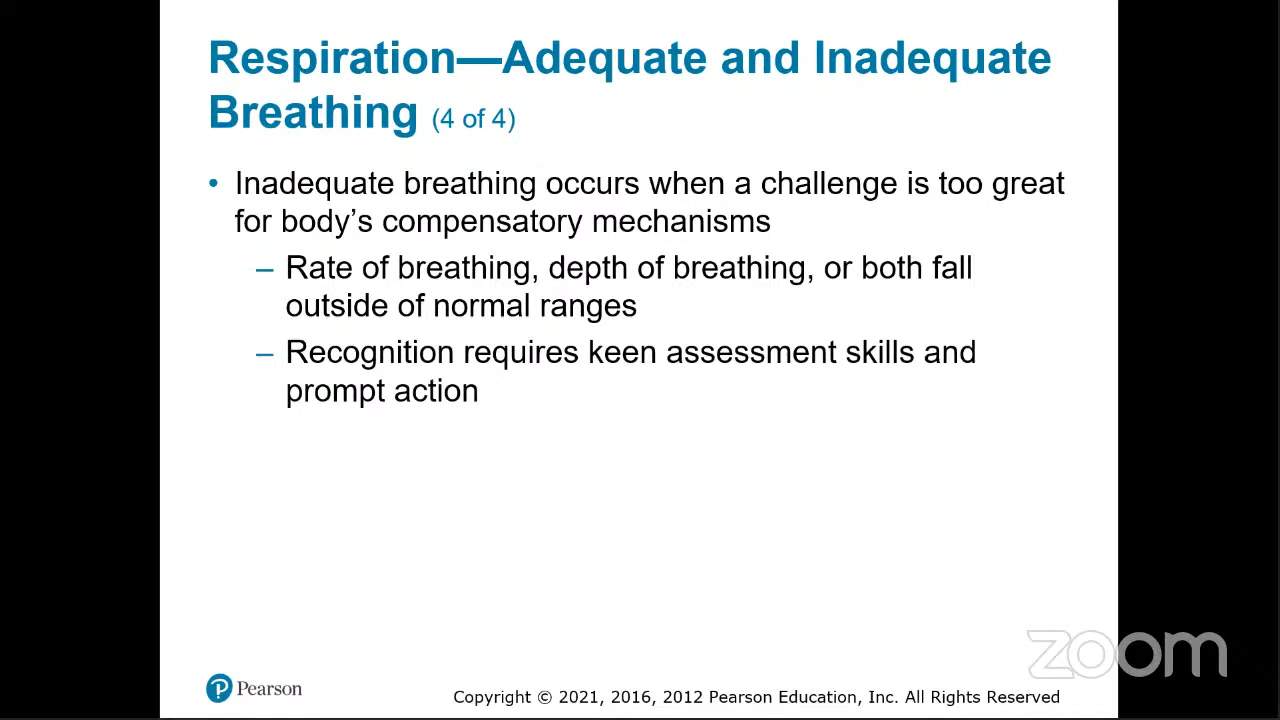 Respiration—Adequate and Inadequate
Breathing (4 of 4)
• Inadequate breathing occurs when a challenge is too great
for body’s compensatory mechanisms
– Rate of breathing, depth of breathing, or both fall
outside of normal ranges
– Recognition requires keen assessment skills and
prompt action
zoom
Pearson
Copyright © 2021, 2016, 2012 Pearson Education, Inc. All Rights Reserved